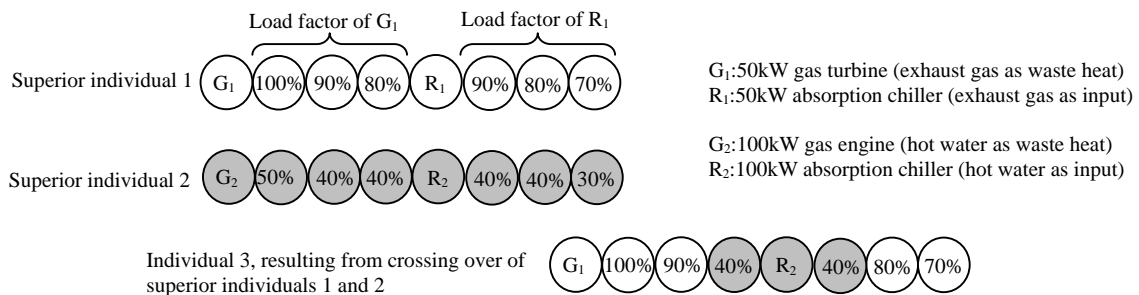 Load factor of G₁ Load factor of R₁
Superior individual 1 G₁ 100% 90% 80% R₁ 90% 80% 70%
G₁:50kW gas turbine (exhaust gas as waste heat)
R₁:50kW absorption chiller (exhaust gas as input)
G₂:100kW gas engine (hot water as waste heat)
R₂:100kW absorption chiller (hot water as input)
Superior individual 2 G₂ 50% 40% 40% R₂ 40% 40% 30%
Individual 3, resulting from crossing over of
superior individuals 1 and 2
G₁ 100% 90% 40% R₂ 40% 80% 70%